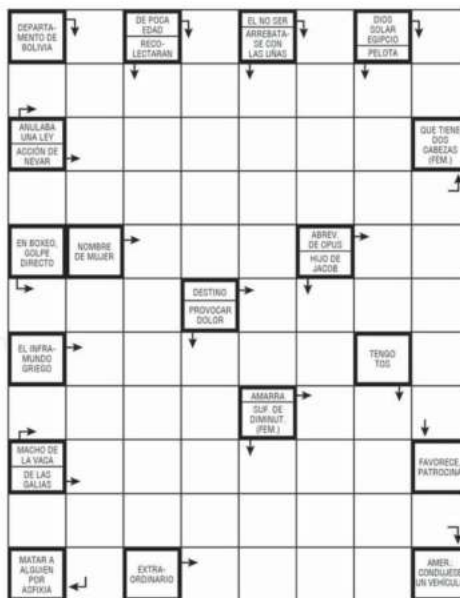 DEPARTA-
MENTO DE
BOLIVIA
DE POCA
EDAD
RECO-
LECTARAN
EL NO SER
ARREBATA-
SE CON
LAS UÑAS
DIOS
SOLAR
EGIPCIO
PELOTA
ANULABA
UNA LEY
ACCIÓN DE
NEVAR
QUE TIENE
DOS
CABEZAS
(FEM.)
EN BOXEO,
GOLPE
DIRECTO
NOMBRE
DE MUJER
ABREV.
DE OPUS
HIJO DE
JACOB
DESTINO
PROVOCAR
DOLOR
EL INFRA-
MUNDO
GRIEGO
TENGO
TOS
AMARRA
SUF. DE
DIMINUT.
(FEM.)
MACHO DE
LA VACA
DE LAS
GALIAS
FAVORECE,
PATROCINA
MATAR A
ALGUIEN
POR
ASFIXIA
EXTRA-
ORDINARIO
AMER.:
CONDUJESE
UN VEHÍCULO